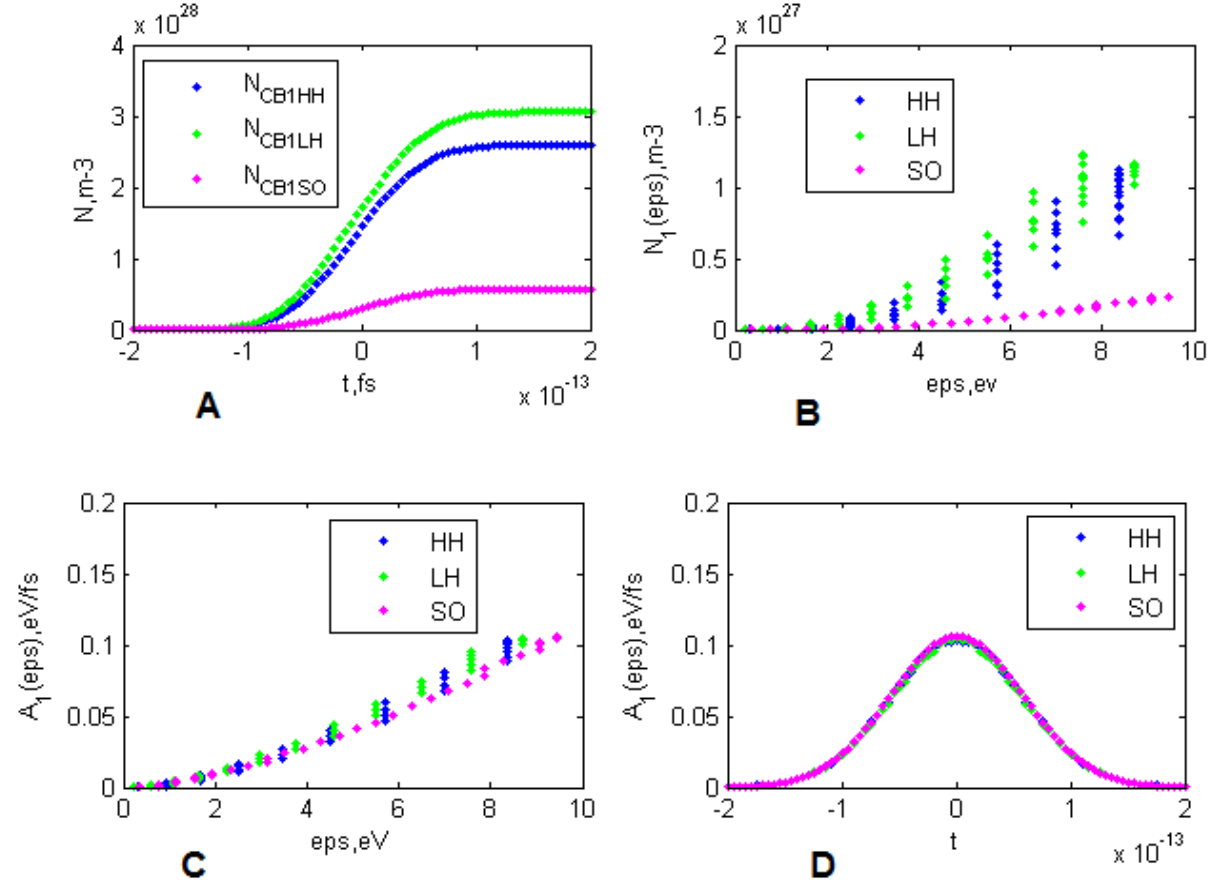 x 10^28
N,m-3
4
3
2
1
0
N_CB1HH
N_CB1LH
N_CB1SO
-2 -1 0 1 2
t,fs
x 10^-13
A
x 10^27
N_1(eps),m-3
2
1.5
1
0.5
0
HH
LH
SO
0 2 4 6 8 10
eps,ev
B
A_1(eps),eV/fs
0.2
0.15
0.1
0.05
0
HH
LH
SO
0 2 4 6 8 10
eps,eV
C
A_1(eps),eV/fs
0.2
0.15
0.1
0.05
0
HH
LH
SO
-2 -1 0 1 2
t
x 10^-13
D